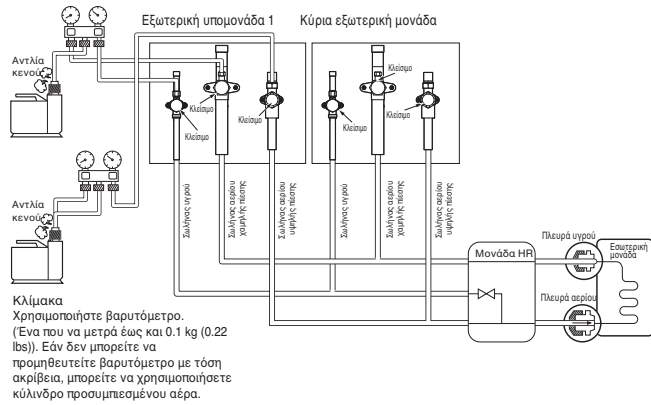 Εξωτερική υπομονάδα 1
Κύρια εξωτερική μονάδα
Αντλία
κενού
Κλείσιμο
Κλείσιμο
Κλείσιμο
Κλείσιμο
Κλείσιμο
Κλείσιμο
Αντλία
κενού
Σωλήνας υγρού
Σωλήνας αερίου
χαμηλής πίεσης
Σωλήνας αερίου
υψηλής πίεσης
Σωλήνας υγρού
Σωλήνας αερίου
χαμηλής πίεσης
Σωλήνας αερίου
υψηλής πίεσης
Μονάδα HR
Πλευρά υγρού
Εσωτερική
μονάδα
Πλευρά αερίου
Κλίμακα
Χρησιμοποιήστε βαρυτόμετρο.
(Ένα που να μετρά έως και 0.1 kg (0.22
lbs)). Εάν δεν μπορείτε να
προμηθευτείτε βαρυτόμετρο με τόση
ακρίβεια, μπορείτε να χρησιμοποιήσετε
κύλινδρο προσυμπιεσμένου αέρα.